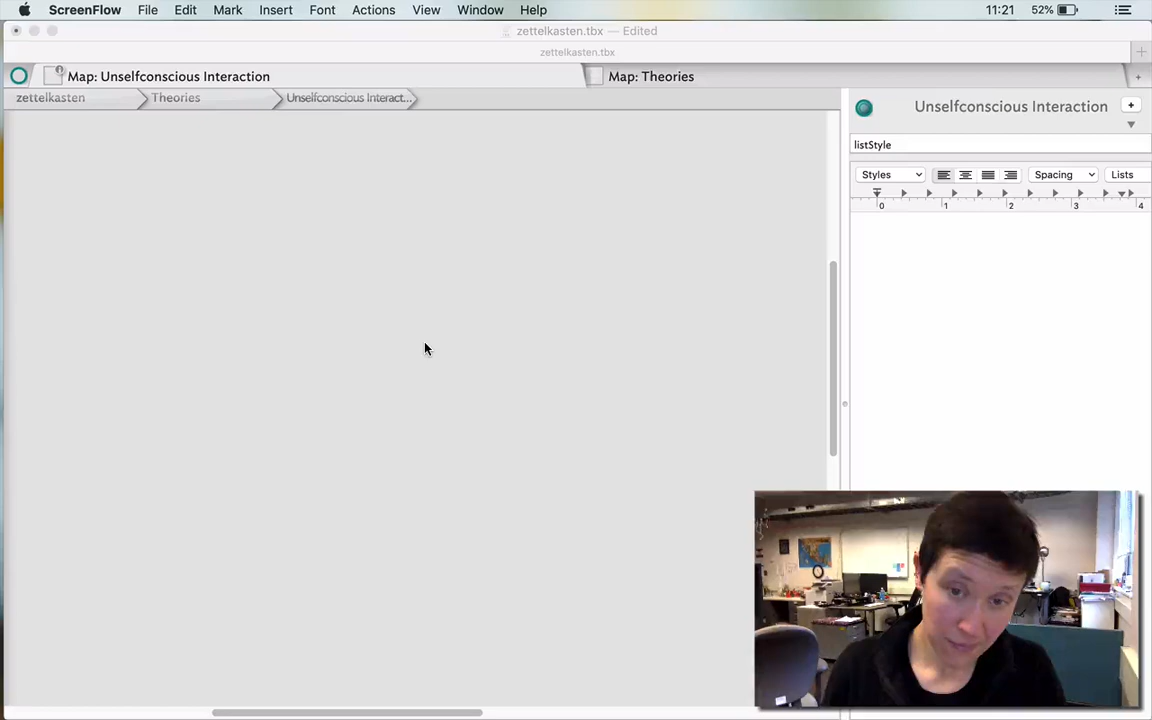 ScreenFlow File Edit Mark Insert Font Actions View Window Help 11:21 52%
zettelkasten.tbx — Edited
zettelkasten.tbx
Map: Unselfconscious Interaction Map: Theories
zettelkasten Theories Unselfconscious Interact... Unselfconscious Interaction
listStyle
Styles Spacing Lists
0 1 2 3 4